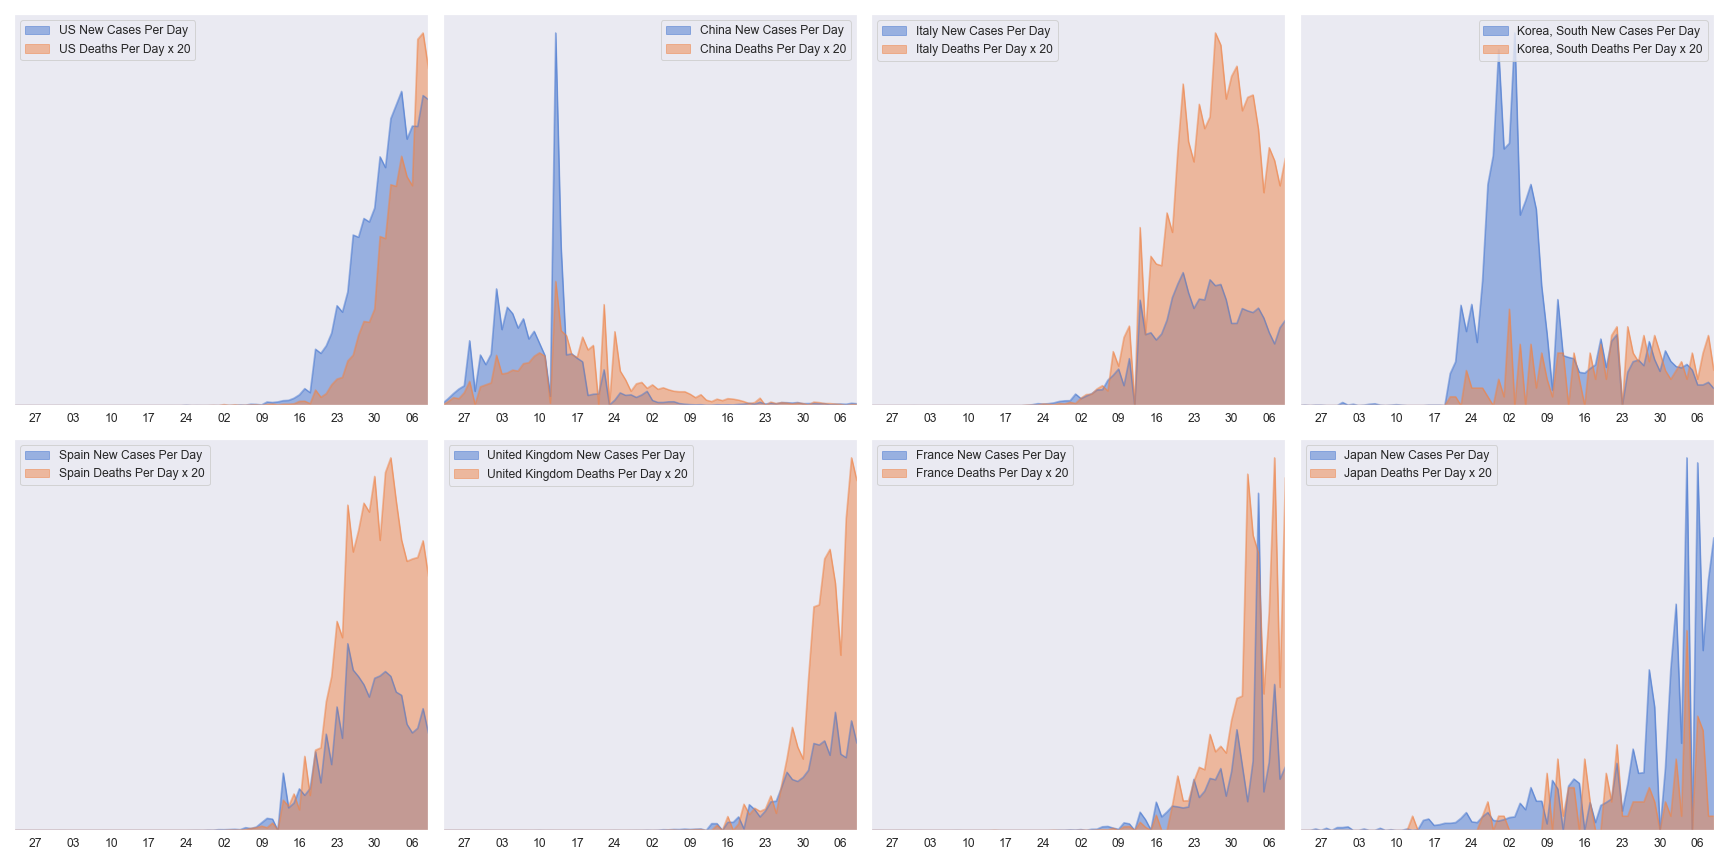 US New Cases Per Day
US Deaths Per Day x 20
27 03 10 17 24 02 09 16 23 30 06
China New Cases Per Day
China Deaths Per Day x 20
27 03 10 17 24 02 09 16 23 30 06
Italy New Cases Per Day
Italy Deaths Per Day x 20
27 03 10 17 24 02 09 16 23 30 06
Korea, South New Cases Per Day
Korea, South Deaths Per Day x 20
27 03 10 17 24 02 09 16 23 30 06
Spain New Cases Per Day
Spain Deaths Per Day x 20
27 03 10 17 24 02 09 16 23 30 06
United Kingdom New Cases Per Day
United Kingdom Deaths Per Day x 20
27 03 10 17 24 02 09 16 23 30 06
France New Cases Per Day
France Deaths Per Day x 20
27 03 10 17 24 02 09 16 23 30 06
Japan New Cases Per Day
Japan Deaths Per Day x 20
27 03 10 17 24 02 09 16 23 30 06